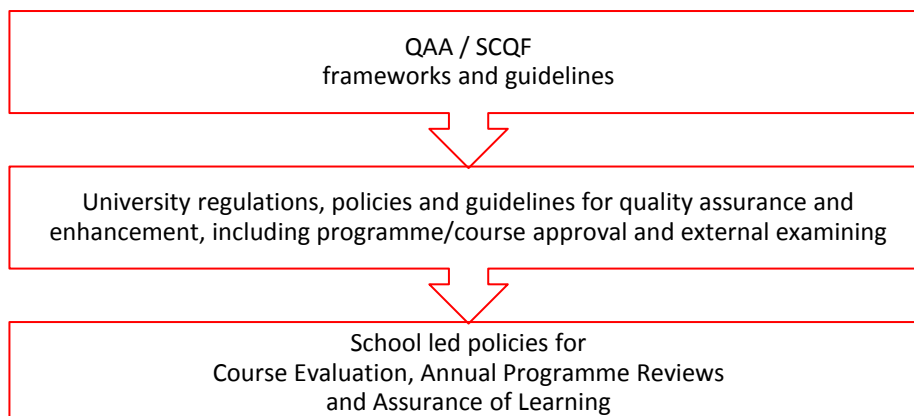 QAA / SCQF
frameworks and guidelines
University regulations, policies and guidelines for quality assurance and
enhancement, including programme/course approval and external examining
School led policies for
Course Evaluation, Annual Programme Reviews
and Assurance of Learning